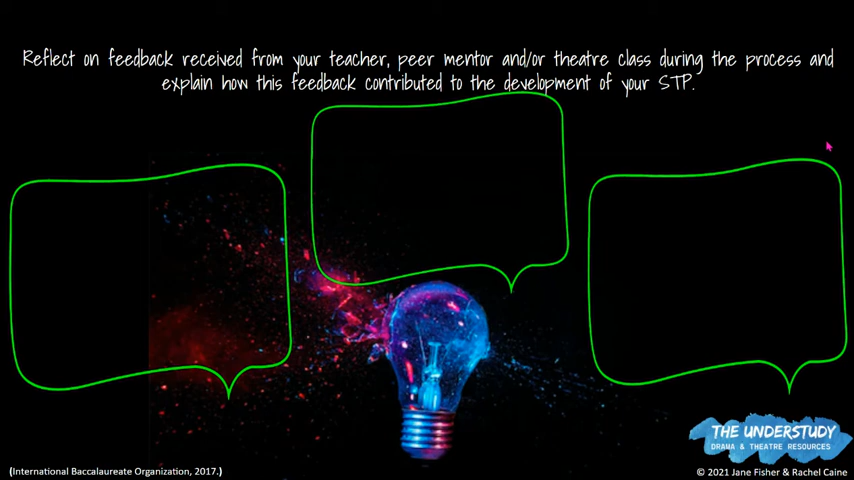 Reflect on feedback received from your teacher, peer mentor and/or theatre class during the process and
explain how this feedback contributed to the development of your STP.
THE UNDERSTUDY
DRAMA & THEATRE RESOURCES
(International Baccalaureate Organization, 2017.)
© 2021 Jane Fisher & Rachel Caine